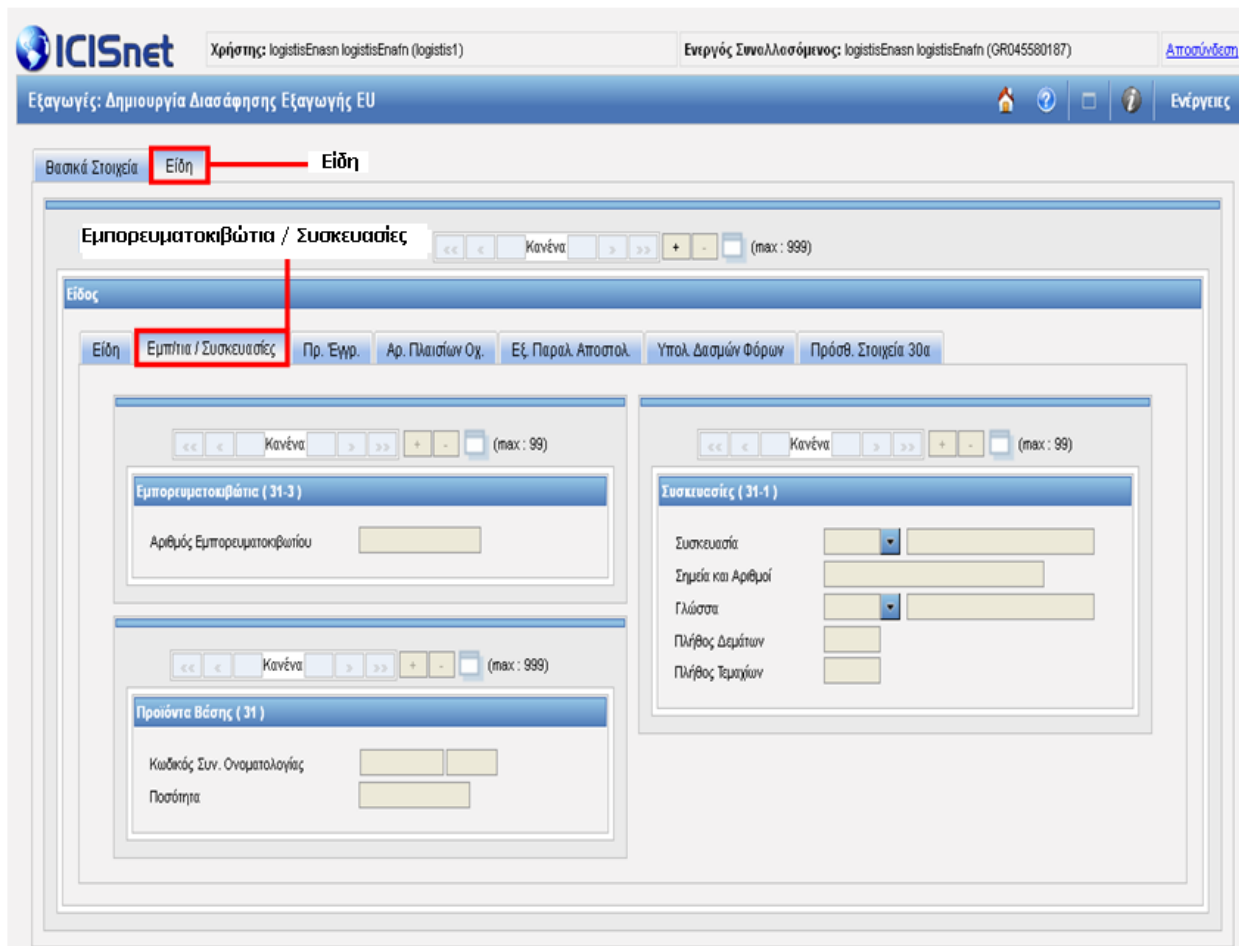 ICISnet
Χρήστης: logistisEnasn logistisEnafn (logistis1)
Ενεργός Συναλλασόμενος: logistisEnasn logistisEnafn (GR045580187)
Αποσύνδεση
Εξαγωγές: Δημιουργία Διασάφησης Εξαγωγής EU
Ενέργειες
Βασικά Στοιχεία
Είδη
Είδη
Εμπορευματοκιβώτια / Συσκευασίες
<< < Κανένα > >> + - (max : 999)
Είδος
Είδη
Εμπ/τια / Συσκευασίες
Πρ. Έγγρ.
Αρ. Πλαισίων Οχ.
Εξ. Παραλ. Αποστολ.
Υπολ. Δασμών Φόρων
Πρόσθ. Στοιχεία 30α
<< < Κανένα > >> + - (max : 99)
Εμπορευματοκιβώτια ( 31-3 )
Αριθμός Εμπορευματοκιβωτίου
<< < Κανένα > >> + - (max : 99)
Συσκευασίες ( 31-1 )
Συσκευασία
Σημεία και Αριθμοί
Γλώσσα
Πλήθος Δεμάτων
Πλήθος Τεμαχίων
<< < Κανένα > >> + - (max : 999)
Προϊόντα Βάσης ( 31 )
Κωδικός Συν. Ονοματολογίας
Ποσότητα